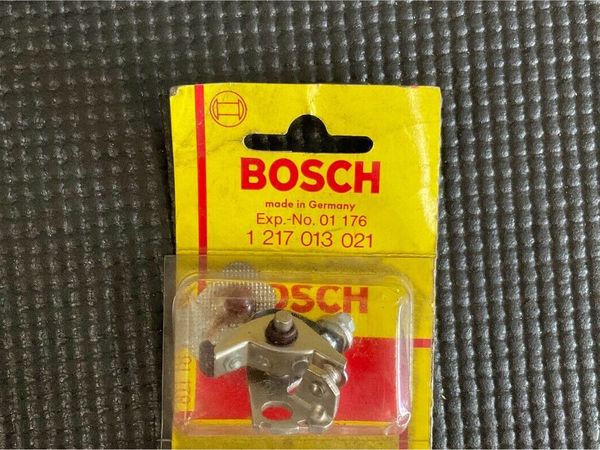 BOSCH
made in Germany
Exp.-No. 01 176
1 217 013 021
BOSCH